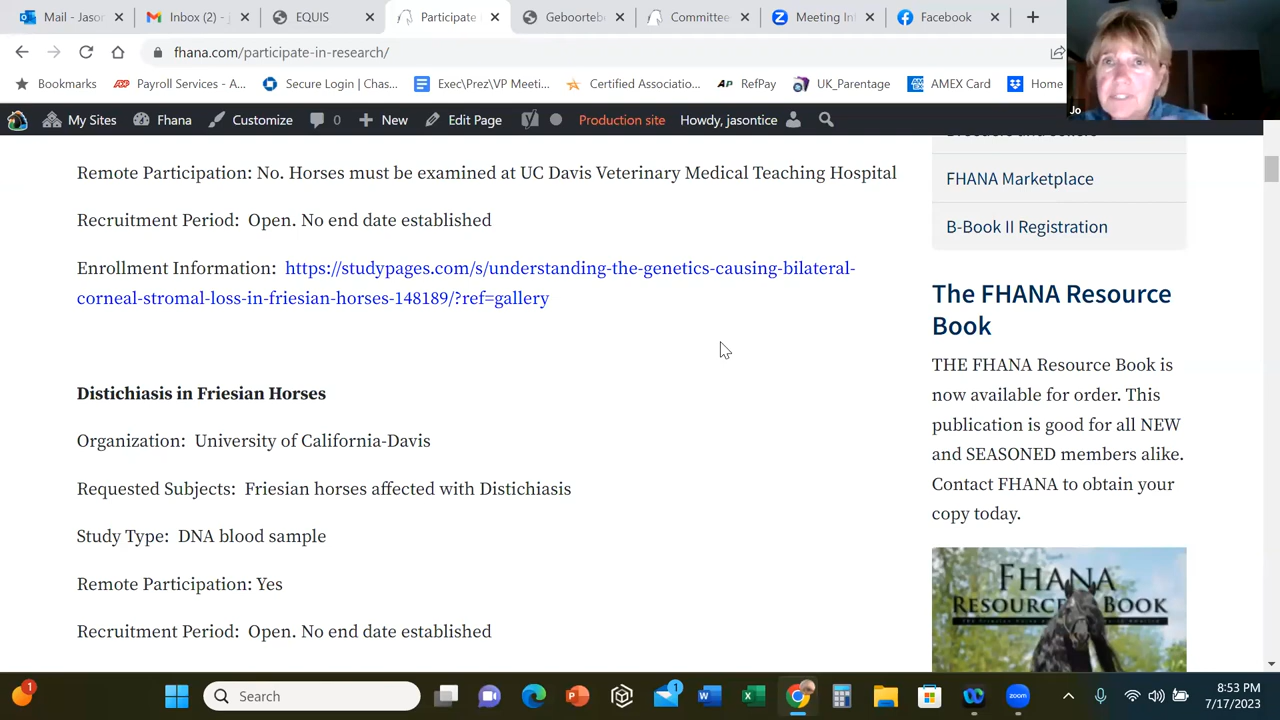 Mail - Jason
Inbox (2) - j
EQUIS
Participate
Geboorteb
Committee
Meeting In
Facebook
fhana.com/participate-in-research/
Bookmarks
Payroll Services - A...
Secure Login | Chas...
Exec\Prez\VP Meeti...
Certified Associatio...
RefPay
UK_Parentage
AMEX Card
Home
Jo
My Sites
Fhana
Customize
0
New
Edit Page
Production site
Howdy, jasontice
Remote Participation: No. Horses must be examined at UC Davis Veterinary Medical Teaching Hospital
Recruitment Period: Open. No end date established
Enrollment Information: https://studypages.com/s/understanding-the-genetics-causing-bilateral-
corneal-stromal-loss-in-friesian-horses-148189/?ref=gallery
Distichiasis in Friesian Horses
Organization: University of California-Davis
Requested Subjects: Friesian horses affected with Distichiasis
Study Type: DNA blood sample
Remote Participation: Yes
Recruitment Period: Open. No end date established
FHANA Marketplace
B-Book II Registration
The FHANA Resource
Book
THE FHANA Resource Book is
now available for order. This
publication is good for all NEW
and SEASONED members alike.
Contact FHANA to obtain your
copy today.
FHANA
RESOURCE BOOK
1
Search
1
8:53 PM
7/17/2023